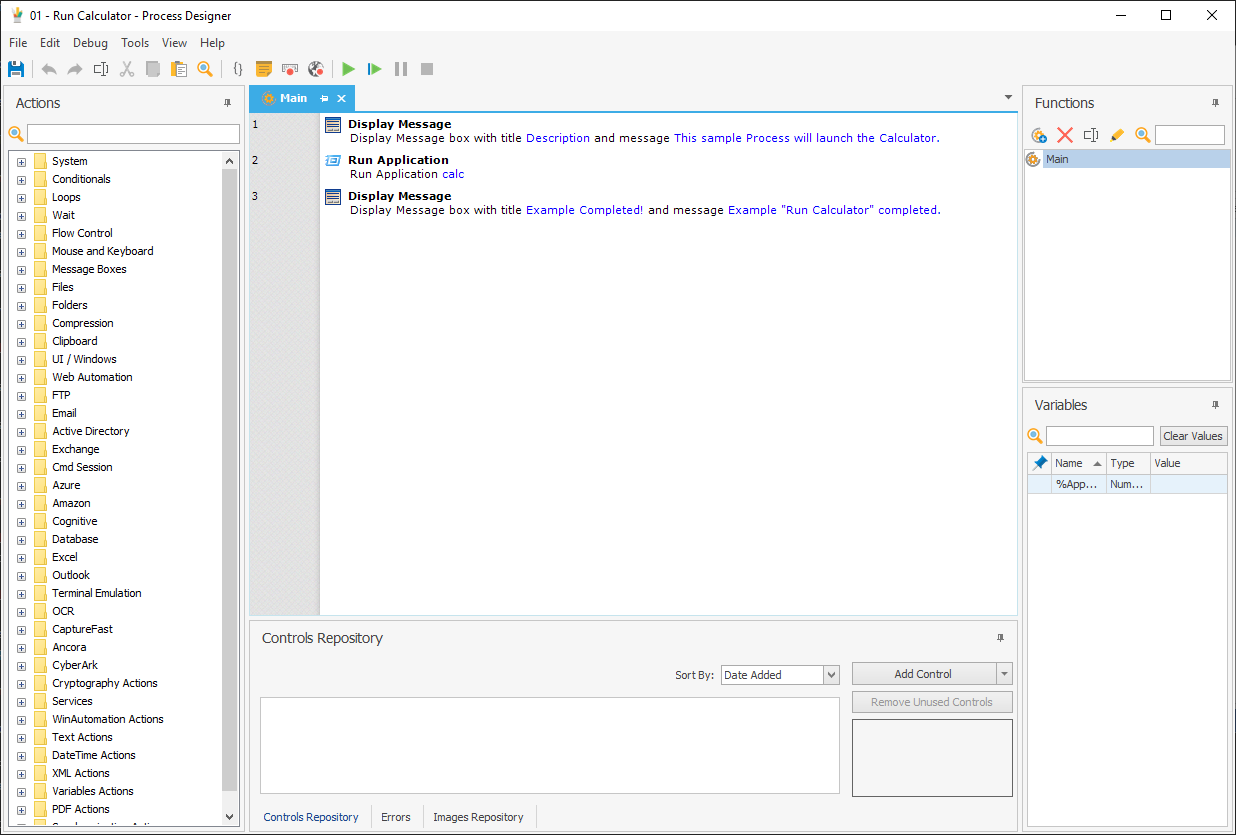 01 - Run Calculator - Process Designer
File Edit Debug Tools View Help
Actions
System
Conditionals
Loops
Wait
Flow Control
Mouse and Keyboard
Message Boxes
Files
Folders
Compression
Clipboard
UI / Windows
Web Automation
FTP
Email
Active Directory
Exchange
Cmd Session
Azure
Amazon
Cognitive
Database
Excel
Outlook
Terminal Emulation
OCR
CaptureFast
Ancora
CyberArk
Cryptography Actions
Services
WinAutomation Actions
Text Actions
DateTime Actions
XML Actions
Variables Actions
PDF Actions
Main
1 Display Message
Display Message box with title Description and message This sample Process will launch the Calculator.
2 Run Application
Run Application calc
3 Display Message
Display Message box with title Example Completed! and message Example "Run Calculator" completed.
Controls Repository
Sort By: Date Added
Add Control
Remove Unused Controls
Controls Repository Errors Images Repository
Functions
Main
Variables
Clear Values
Name Type Value
%App... Num...